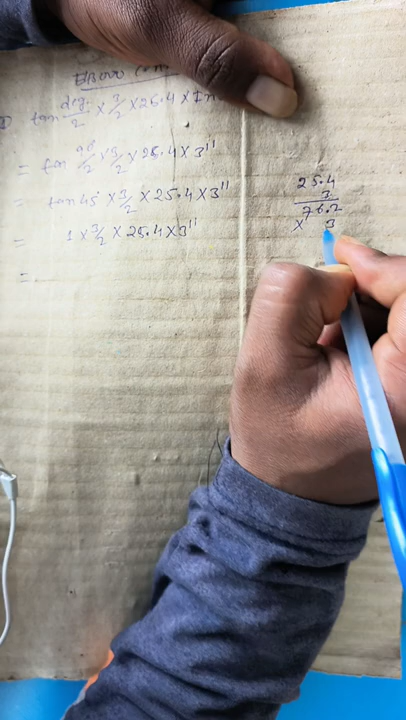 ELBOW
tan deg./2 × 3/2 × 25.4 × In
= tan 90/2 × 3/2 × 25.4 × 3"
= tan 45° × 3/2 × 25.4 × 3"
= 1 × 3/2 × 25.4 × 3"
=
25.4
3
76.2
× 3